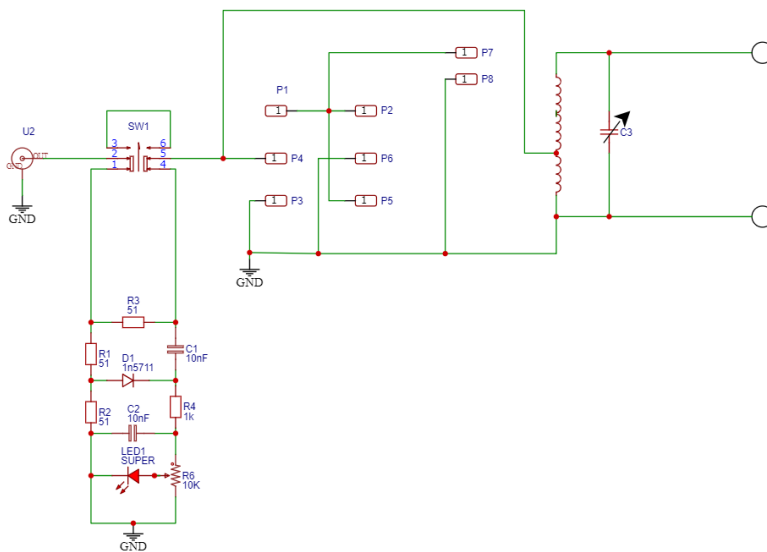 P7
P8
P1
1
1
1
1
P2
SW1
U2
3
6
2
5
1
4
OUT
GND
1
P4
1
P6
1
P3
1
P5
C3
GND
GND
R3
51
R1
51
D1
1n5711
C1
10nF
R2
51
C2
10nF
R4
1k
LED1
SUPER
R6
10K
GND